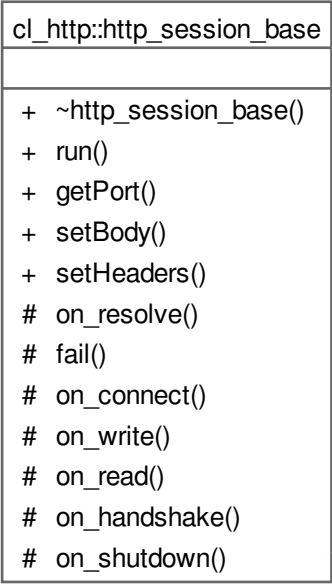 cl_http::http_session_base
+ ~http_session_base()
+ run()
+ getPort()
+ setBody()
+ setHeaders()
# on_resolve()
# fail()
# on_connect()
# on_write()
# on_read()
# on_handshake()
# on_shutdown()